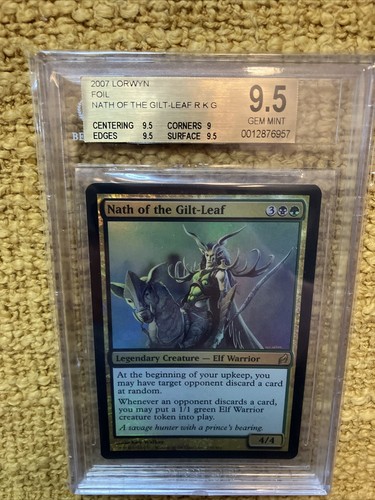 2007 LORWYN
FOIL
NATH OF THE GILT-LEAF R K G
CENTERING 9.5 CORNERS 9
EDGES 9.5 SURFACE 9.5
9.5
GEM MINT
0012876957
BE
Nath of the Gilt-Leaf 3
Legendary Creature — Elf Warrior
At the beginning of your upkeep, you
may have target opponent discard a card
at random.
Whenever an opponent discards a card,
you may put a 1/1 green Elf Warrior
creature token into play.
A savage hunter with a prince's bearing.
4/4